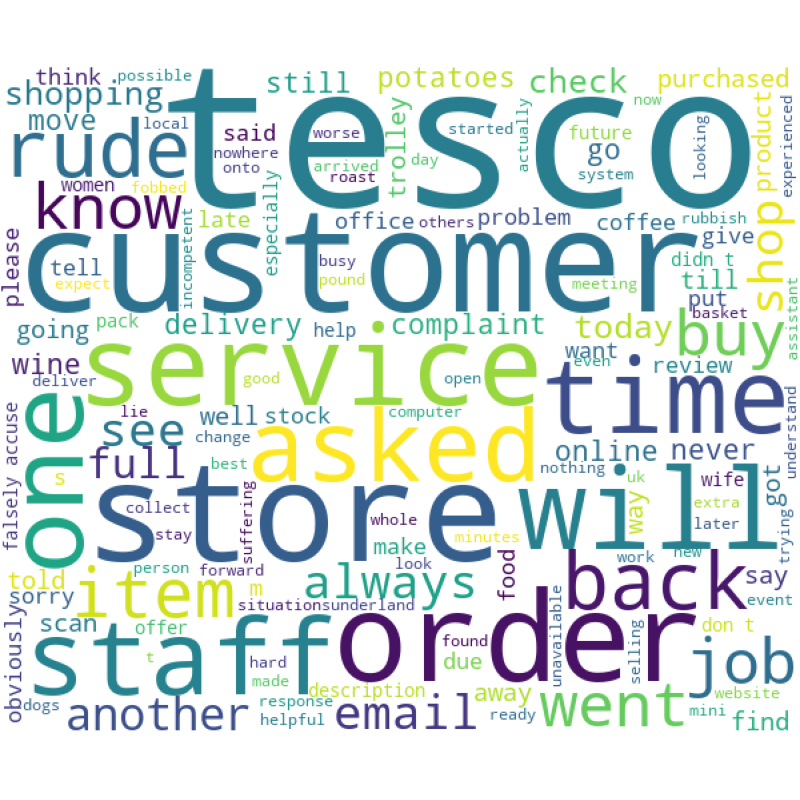 think
possible
still
potatoes
check
purchased
shopping
tesco
now
move
local
said
worse
started
actually
future
go
looking
product
experienced
rude
nowhere
onto
arrived
day
trolley
system
women
fobbed
roast
know
late
especially
office
others
problem
coffee
rubbish
please
incompetent
customer
give
shop
tell
busy
didn t
expect
pound
meeting
till
put
assistant
going
pack
delivery
help
complaint
today
buy
basket
wine
service
want
even
review
deliver
good
open
time
understand
one
lie
well
stock
computer
see
change
asked
online
never
falsely accuse
full
best
nothing
s
uk
wife
got
collect
suffering
store
way
extra
will
stay
whole
minutes
later
trying
make
told
person
forward
look
food
work
new
item
m
always
back
say
sorry
situation
sunderland
order
event
obviously
scan
offer
staff
found
unavailable
don t
t
hard
due
selling
job
made
description
away
website
dogs
another
response
email
went
mini
helpful
ready
find